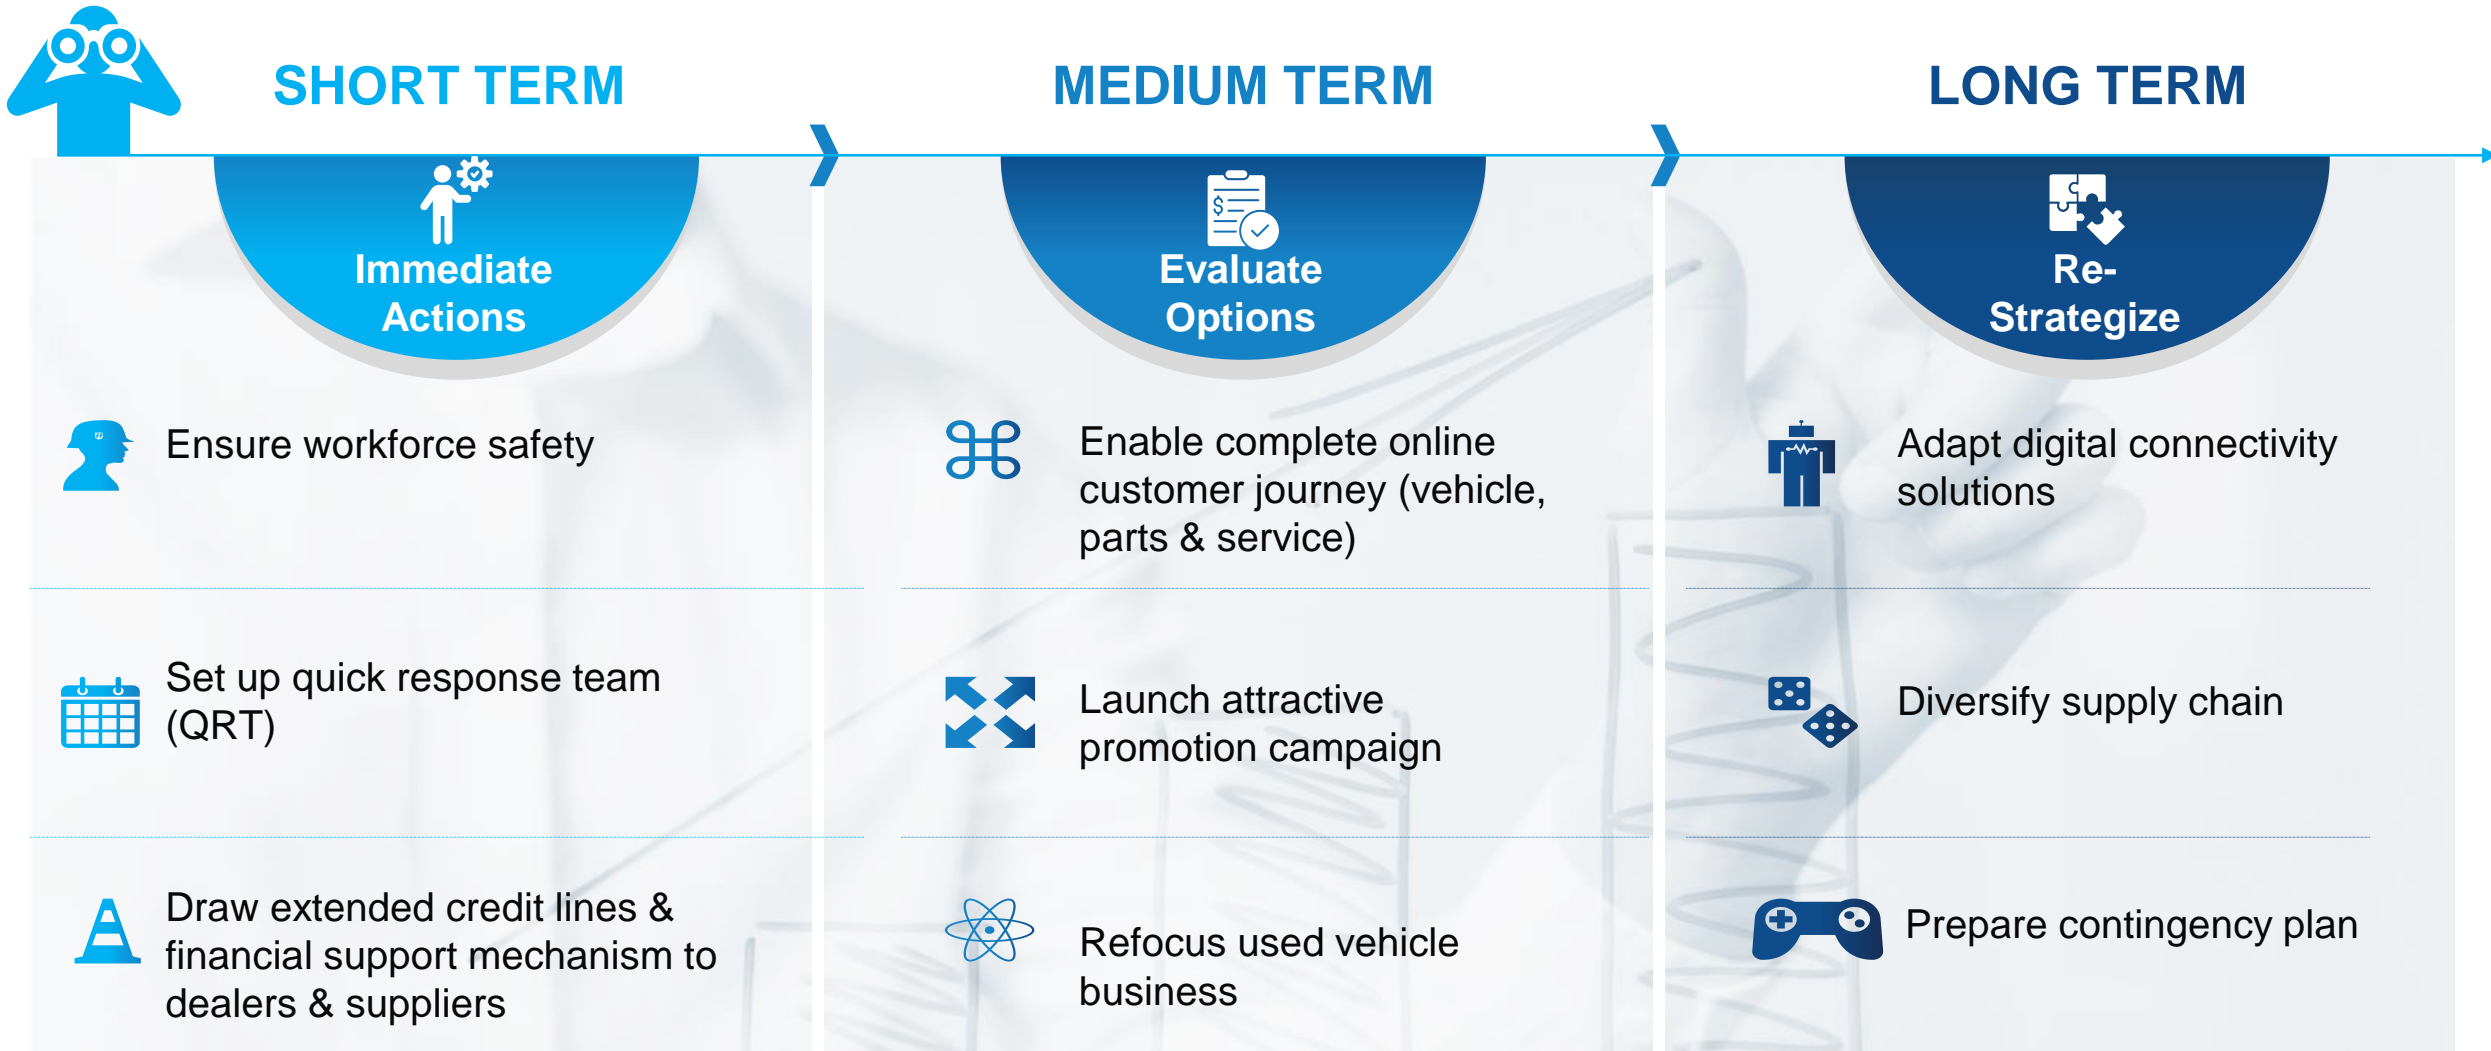 SHORT TERM
MEDIUM TERM
LONG TERM
Immediate
Actions
Evaluate
Options
Re-
Strategize
Ensure workforce safety
Set up quick response team
(QRT)
Draw extended credit lines &
financial support mechanism to
dealers & suppliers
Enable complete online
customer journey (vehicle,
parts & service)
Launch attractive
promotion campaign
Refocus used vehicle
business
Adapt digital connectivity
solutions
Diversify supply chain
Prepare contingency plan